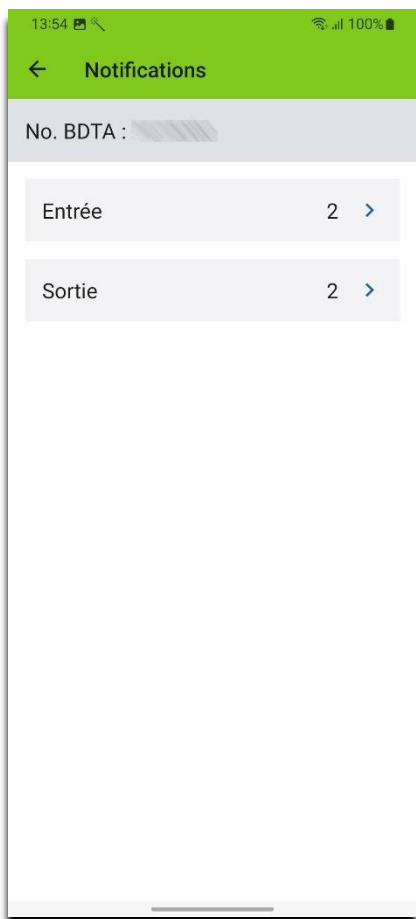 13:54 100%
Notifications
No. BDTA :
Entrée 2
Sortie 2